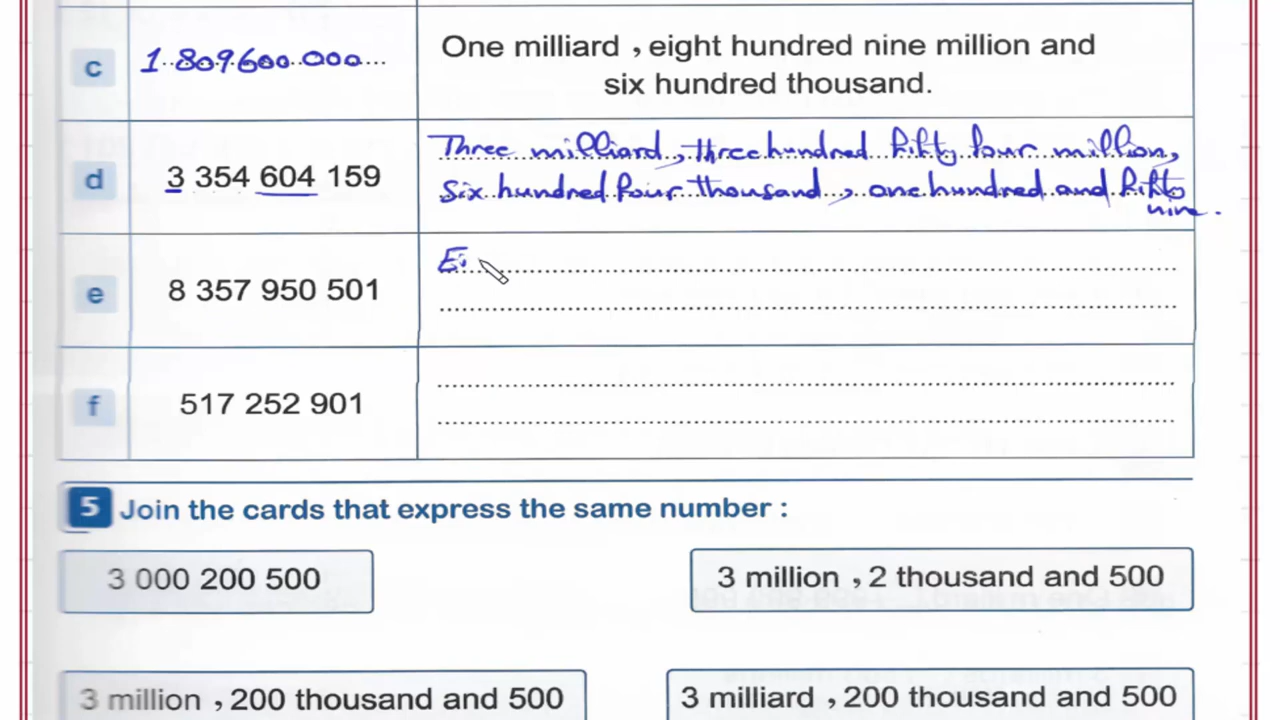 c
1 809 600 000
One milliard , eight hundred nine million and
six hundred thousand.
d
3 354 604 159
Three milliard, three hundred fifty four million,
Six hundred four thousand, one hundred and fifty
nine.
e
8 357 950 501
Ei
f
517 252 901
5 Join the cards that express the same number :
3 000 200 500
3 million , 2 thousand and 500
3 million , 200 thousand and 500
3 milliard , 200 thousand and 500